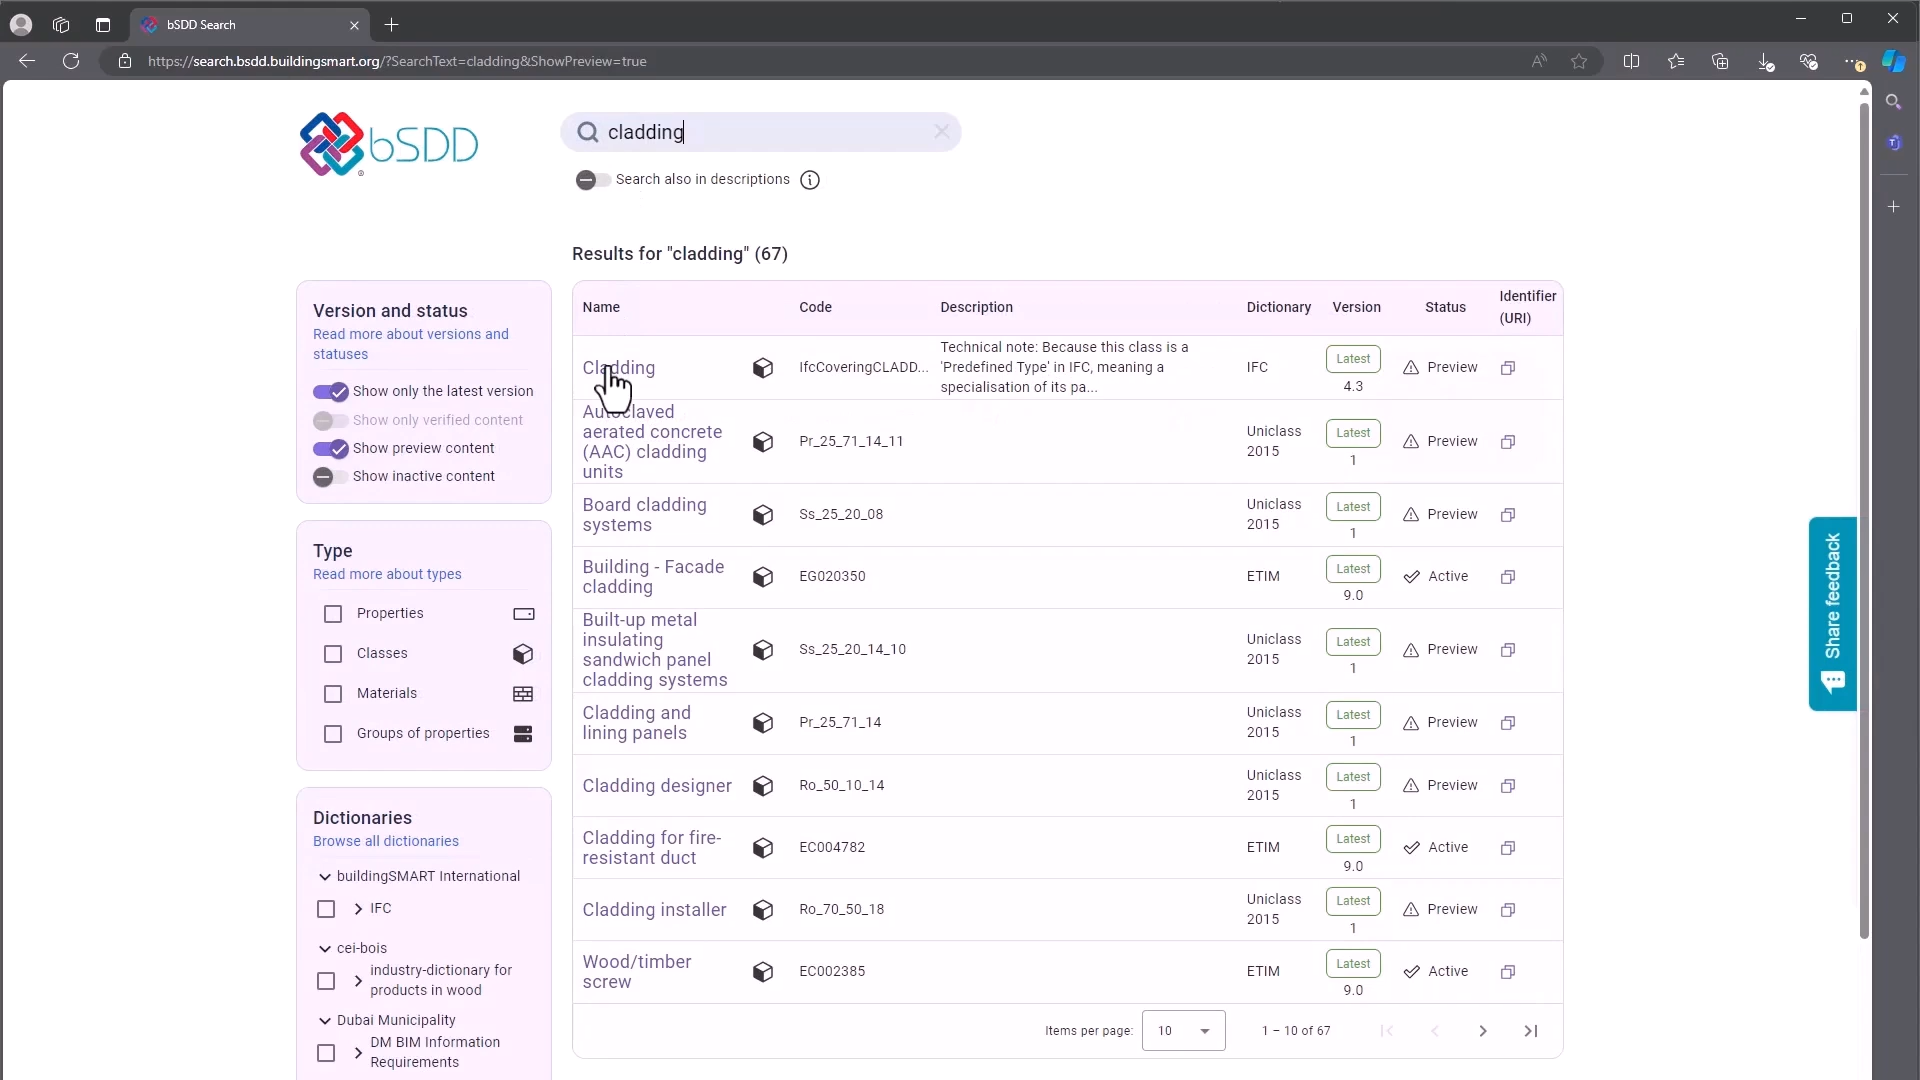 bSDD Search
https://search.bsdd.buildingsmart.org/?SearchText=cladding&ShowPreview=true
bSDD
cladding
Search also in descriptions
Results for "cladding" (67)
Version and status
Read more about versions and
statuses
Show only the latest version
Show only verified content
Show preview content
Show inactive content
Type
Read more about types
Properties
Classes
Materials
Groups of properties
Dictionaries
Browse all dictionaries
buildingSMART International
IFC
cei-bois
industry-dictionary for
products in wood
Dubai Municipality
DM BIM Information
Requirements
Name Code Description Dictionary Version Status Identifier
(URI)
Cladding IfcCoveringCLADD... Technical note: Because this class is a
'Predefined Type' in IFC, meaning a
specialisation of its pa... IFC Latest
4.3 Preview
Autoclaved
aerated concrete
(AAC) cladding
units Pr_25_71_14_11 Uniclass
2015 Latest
1 Preview
Board cladding
systems Ss_25_20_08 Uniclass
2015 Latest
1 Preview
Building - Facade
cladding EG020350 ETIM Latest
9.0 Active
Built-up metal
insulating
sandwich panel
cladding systems Ss_25_20_14_10 Uniclass
2015 Latest
1 Preview
Cladding and
lining panels Pr_25_71_14 Uniclass
2015 Latest
1 Preview
Cladding designer Ro_50_10_14 Uniclass
2015 Latest
1 Preview
Cladding for fire-
resistant duct EC004782 ETIM Latest
9.0 Active
Cladding installer Ro_70_50_18 Uniclass
2015 Latest
1 Preview
Wood/timber
screw EC002385 ETIM Latest
9.0 Active
Items per page: 10 1 – 10 of 67
Share feedback